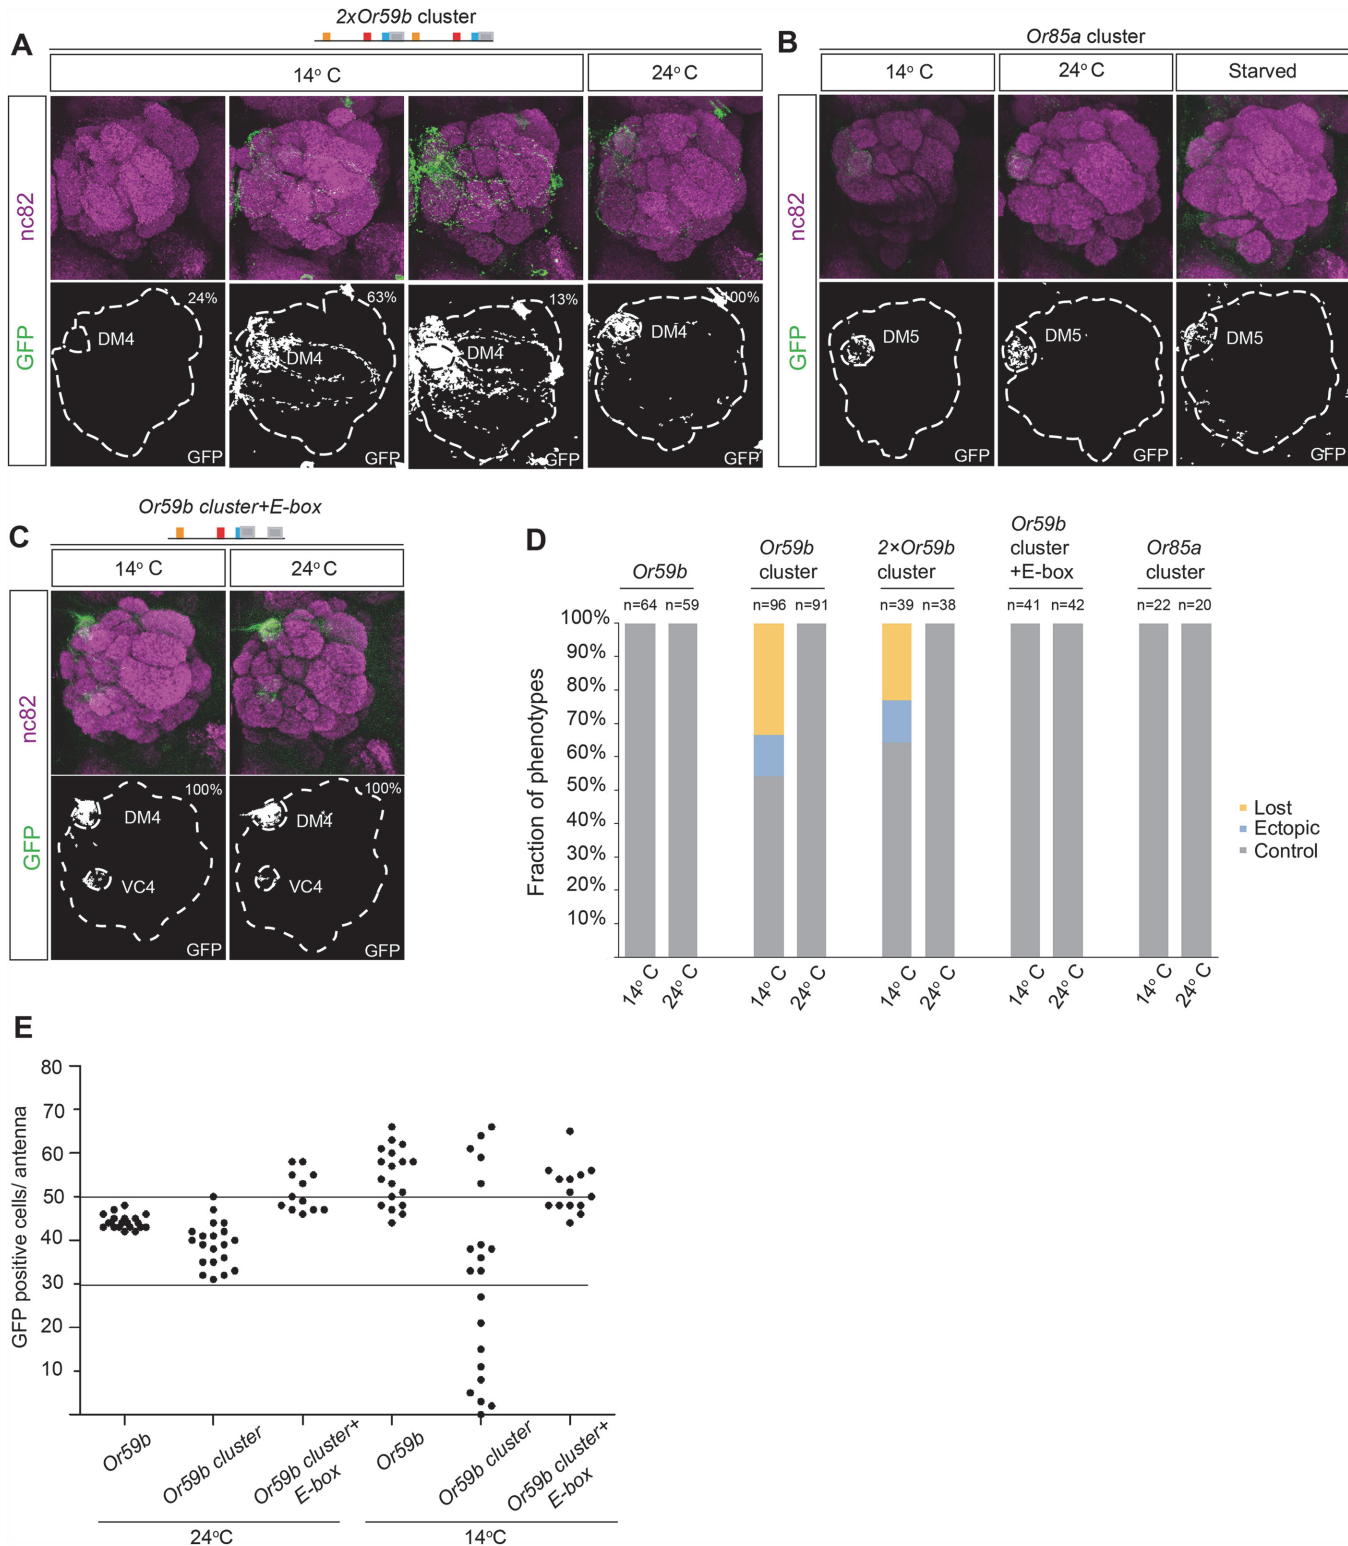 A
2xOr59b cluster
14° C
24° C
nc82
GFP
24%
DM4
63%
DM4
GFP
13%
DM4
GFP
100%
DM4
GFP
B
Or85a cluster
14° C
24° C
Starved
nc82
GFP
DM5
GFP
DM5
GFP
DM5
GFP
C
Or59b cluster+E-box
14° C
24° C
nc82
GFP
100%
DM4
VC4
GFP
100%
DM4
VC4
GFP
D
Or59b
Or59b
cluster
2×Or59b
cluster
Or59b
cluster
+E-box
Or85a
cluster
n=64 n=59
n=96 n=91
n=39 n=38
n=41 n=42
n=22 n=20
Fraction of phenotypes
100%
90%
80%
70%
60%
50%
40%
30%
20%
10%
14° C
24° C
14° C
24° C
14° C
24° C
14° C
24° C
14° C
24° C
Lost
Ectopic
Control
E
GFP positive cells/ antenna
80
70
60
50
40
30
20
10
Or59b
Or59b cluster
Or59b cluster+
E-box
Or59b
Or59b cluster
Or59b cluster+
E-box
24°C
14°C